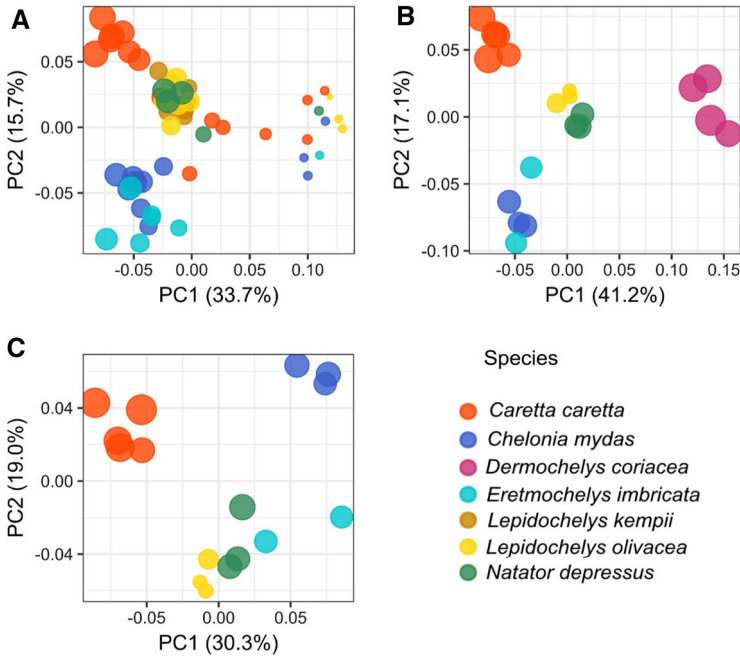 A
0.05
0.00
-0.05
PC2 (15.7%)
-0.05
0.00
0.05
0.10
PC1 (33.7%)
B
0.05
0.00
-0.05
-0.10
PC2 (17.1%)
-0.05
0.00
0.05
0.10
0.15
PC1 (41.2%)
C
0.04
0.00
-0.04
PC2 (19.0%)
-0.05
0.00
0.05
PC1 (30.3%)
Species
Caretta caretta
Chelonia mydas
Dermochelys coriacea
Eretmochelys imbricata
Lepidochelys kempii
Lepidochelys olivacea
Natator depressus